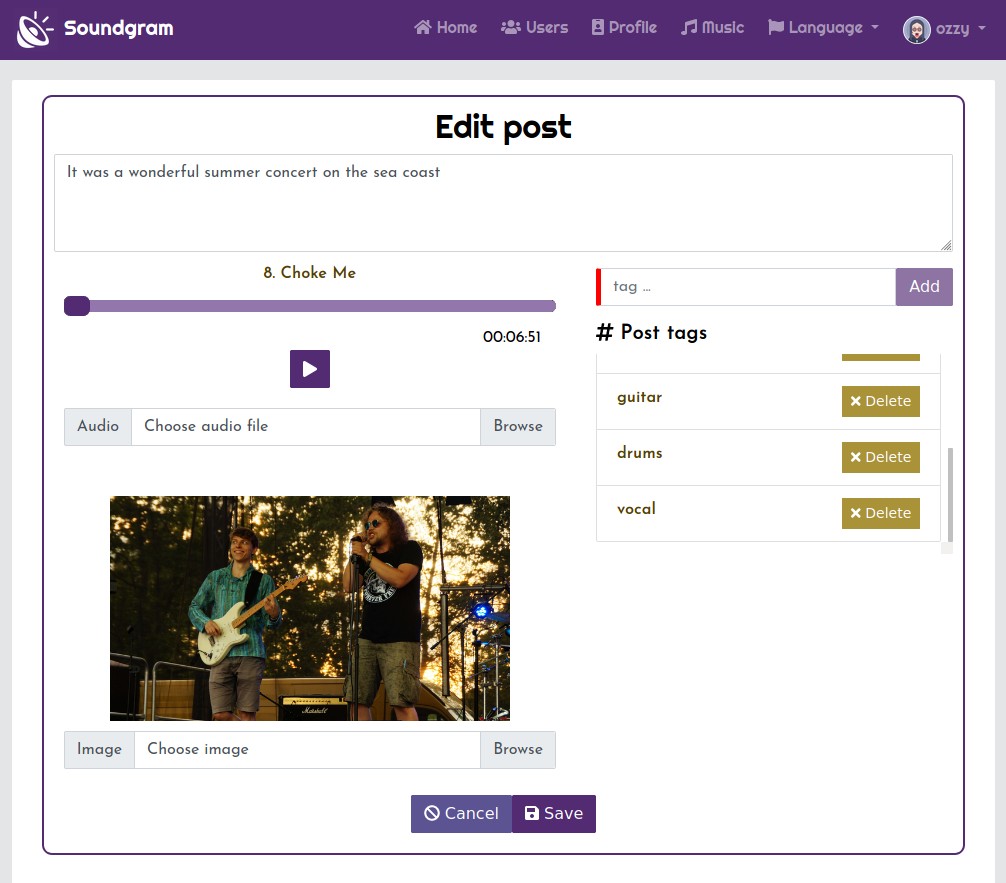 Soundgram
Home Users Profile Music Language ozzy
Edit post
It was a wonderful summer concert on the sea coast
8. Choke Me
00:06:51
Audio Choose audio file Browse
Marshall
Image Choose image Browse
tag ...
Add
# Post tags
guitar Delete
drums Delete
vocal Delete
Cancel Save